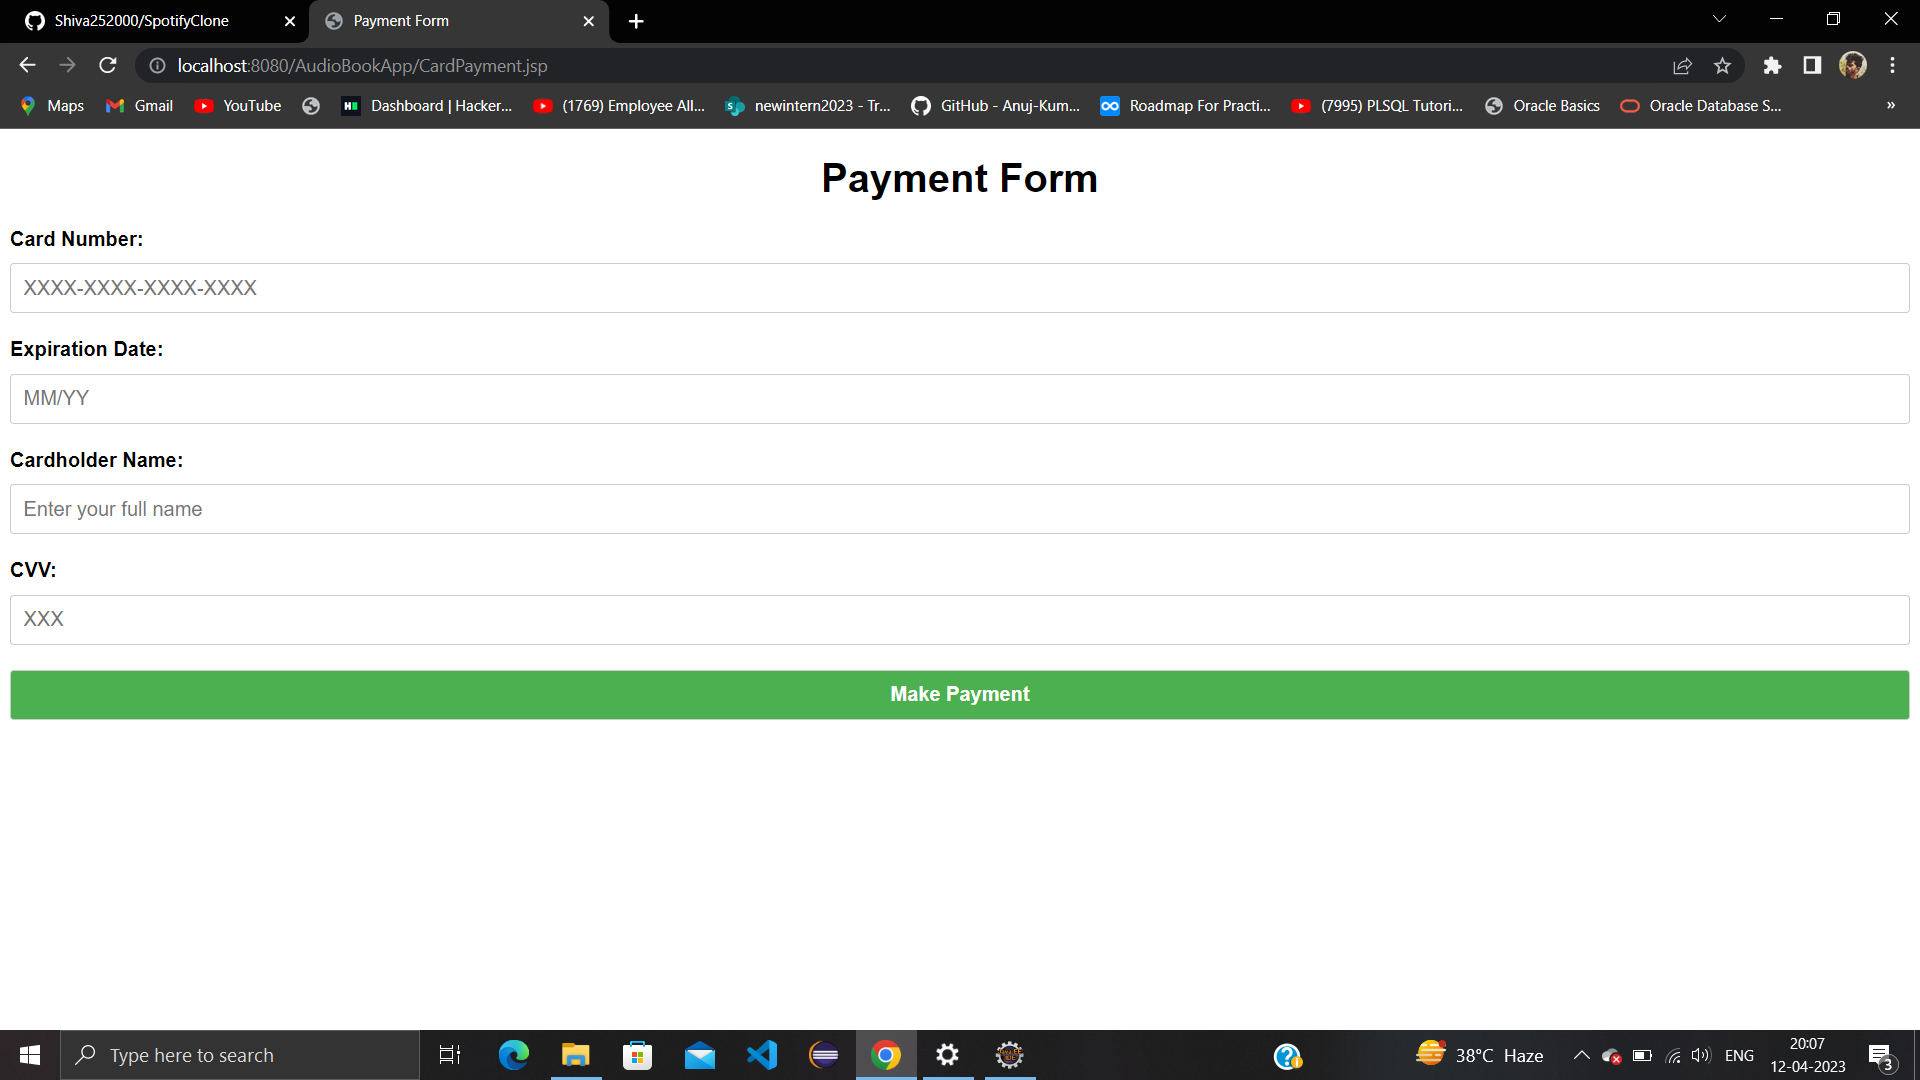 Shiva252000/SpotifyClone
Payment Form
localhost:8080/AudioBookApp/CardPayment.jsp
Maps
Gmail
YouTube
Dashboard | Hacker...
(1769) Employee All...
newintern2023 - Tr...
GitHub - Anuj-Kum...
Roadmap For Practi...
(7995) PLSQL Tutori...
Oracle Basics
Oracle Database S...
»
Payment Form
Card Number:
XXXX-XXXX-XXXX-XXXX
Expiration Date:
MM/YY
Cardholder Name:
Enter your full name
CVV:
XXX
Make Payment
Type here to search
38°C Haze
ENG
20:07
12-04-2023
3